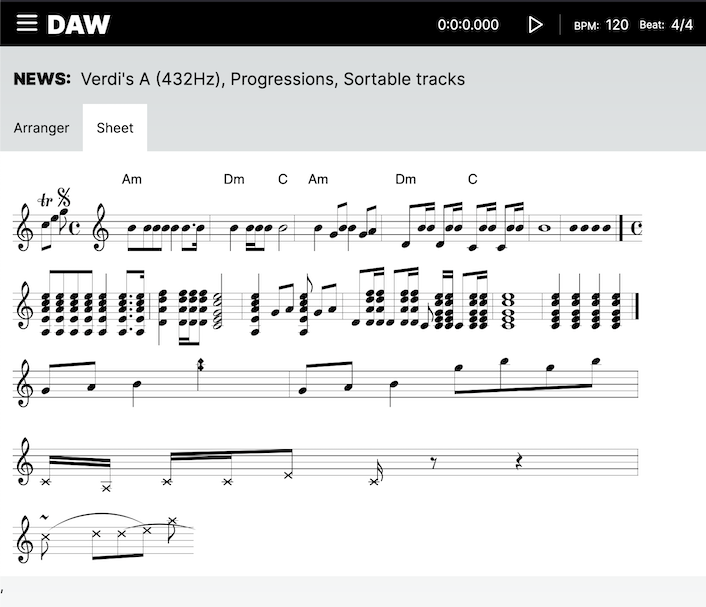 DAW 0:0:0.000 BPM: 120 Beat: 4/4
NEWS: Verdi's A (432Hz), Progressions, Sortable tracks
Arranger Sheet
Am Dm C Am Dm C
tr
,